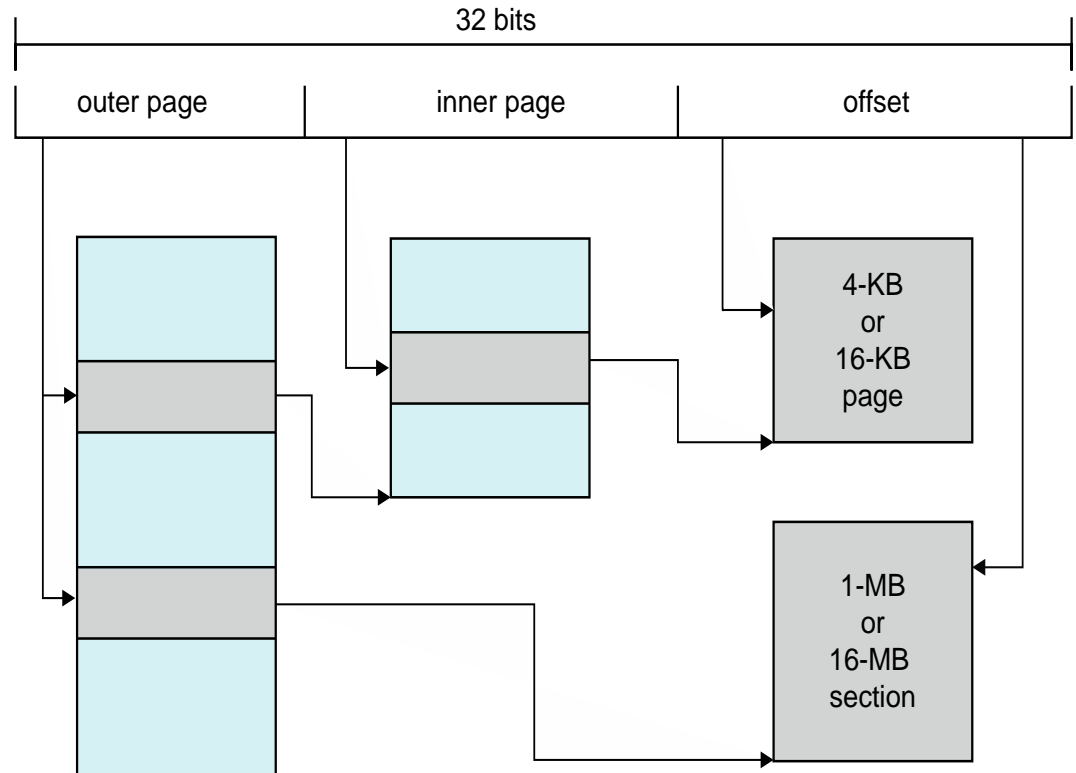 32 bits
outer page
inner page
offset
4-KB
or
16-KB
page
1-MB
or
16-MB
section